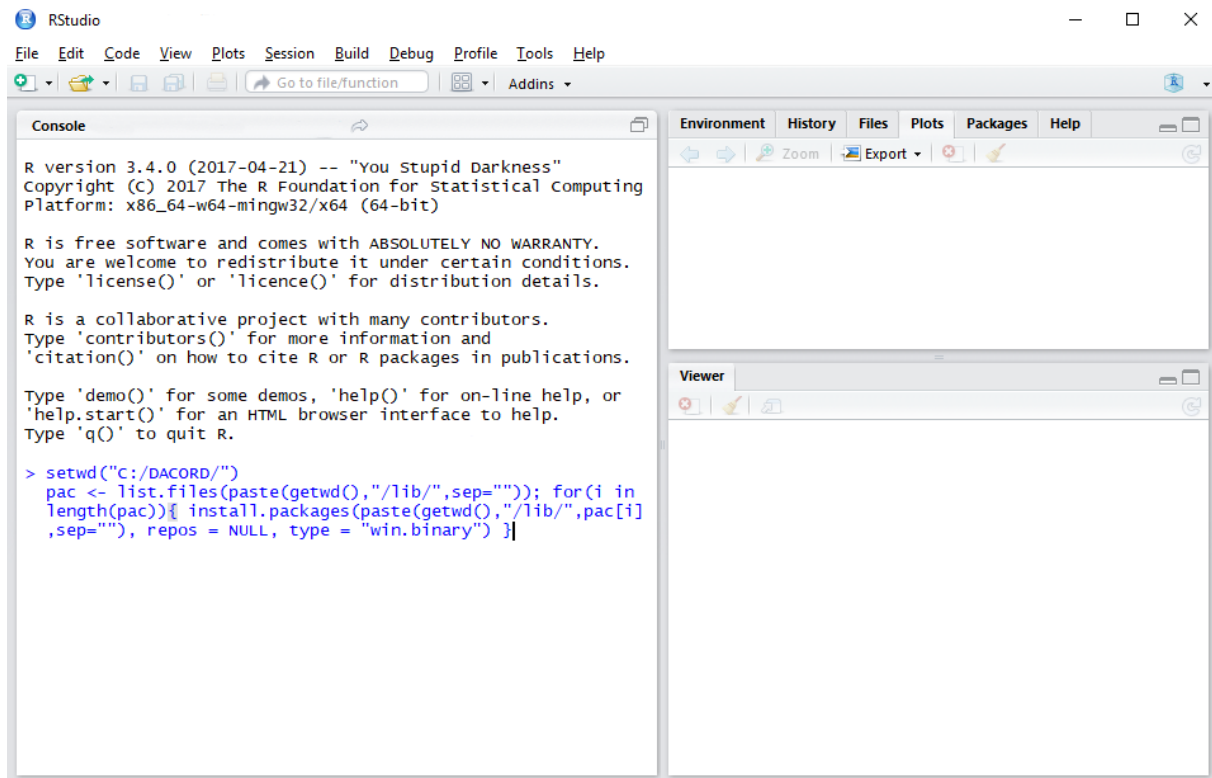 RStudio
File Edit Code View Plots Session Build Debug Profile Tools Help
Go to file/function Addins
Console
R version 3.4.0 (2017-04-21) -- "You Stupid Darkness"
Copyright (C) 2017 The R Foundation for Statistical Computing
Platform: x86_64-w64-mingw32/x64 (64-bit)
R is free software and comes with ABSOLUTELY NO WARRANTY.
You are welcome to redistribute it under certain conditions.
Type 'license()' or 'licence()' for distribution details.
R is a collaborative project with many contributors.
Type 'contributors()' for more information and
'citation()' on how to cite R or R packages in publications.
Type 'demo()' for some demos, 'help()' for on-line help, or
'help.start()' for an HTML browser interface to help.
Type 'q()' to quit R.
> setwd("C:/DACORD/")
pac <- list.files(paste(getwd(),"/lib/",sep="")); for(i in
length(pac)){ install.packages(paste(getwd(),"/lib/",pac[i]
,sep=""), repos = NULL, type = "win.binary") }
Environment History Files Plots Packages Help
Zoom Export
Viewer